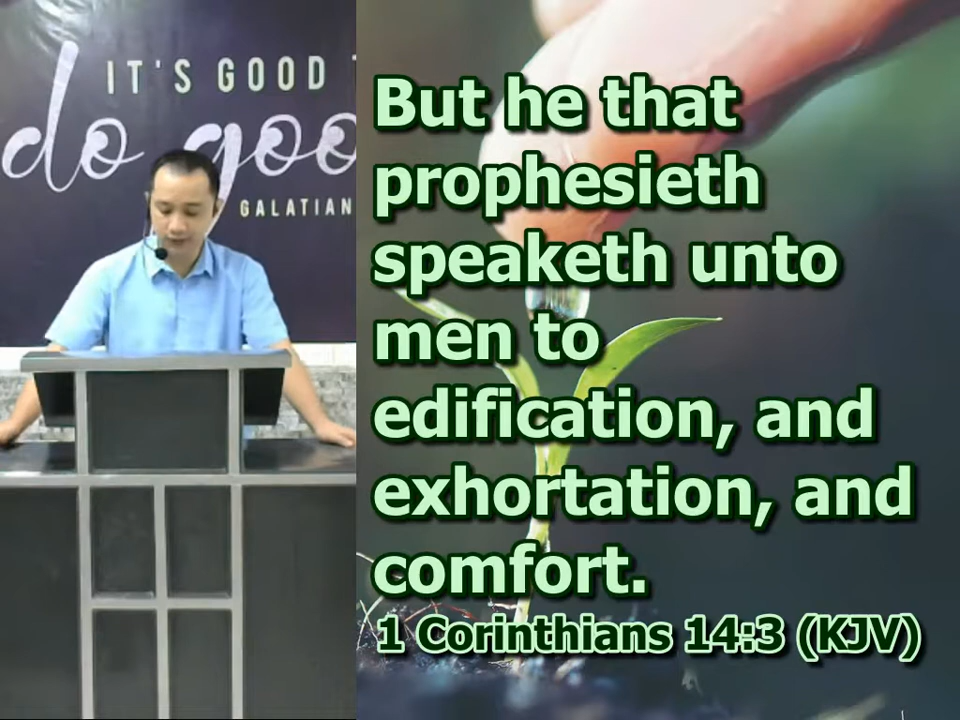 IT'S GOOD
do goo
GALATIAN
But he that
prophesieth
speaketh unto
men to
edification, and
exhortation, and
comfort.
1 Corinthians 14:3 (KJV)